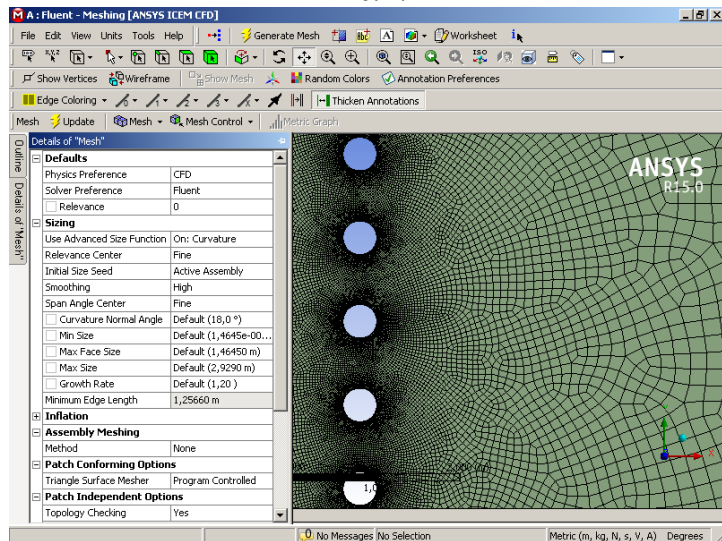 A : Fluent - Meshing [ANSYS ICEM CFD]
File Edit View Units Tools Help Generate Mesh A Worksheet
ISO
Show Vertices Wireframe Show Mesh Random Colors Annotation Preferences
Edge Coloring Thicken Annotations
Mesh Update Mesh Mesh Control Metric Graph
Outline
Details of "Mesh"
Details of "Mesh"
Defaults
Physics Preference CFD
Solver Preference Fluent
Relevance 0
Sizing
Use Advanced Size Function On: Curvature
Relevance Center Fine
Initial Size Seed Active Assembly
Smoothing High
Span Angle Center Fine
Curvature Normal Angle Default (18,0 °)
Min Size Default (1,4645e-00...
Max Face Size Default (1,46450 m)
Max Size Default (2,9290 m)
Growth Rate Default (1,20 )
Minimum Edge Length 1,25660 m
Inflation
Assembly Meshing
Method None
Patch Conforming Options
Triangle Surface Mesher Program Controlled
Patch Independent Options
Topology Checking Yes
ANSYS
R15.0
Y
X
1,0
No Messages No Selection Metric (m, kg, N, s, V, A) Degrees